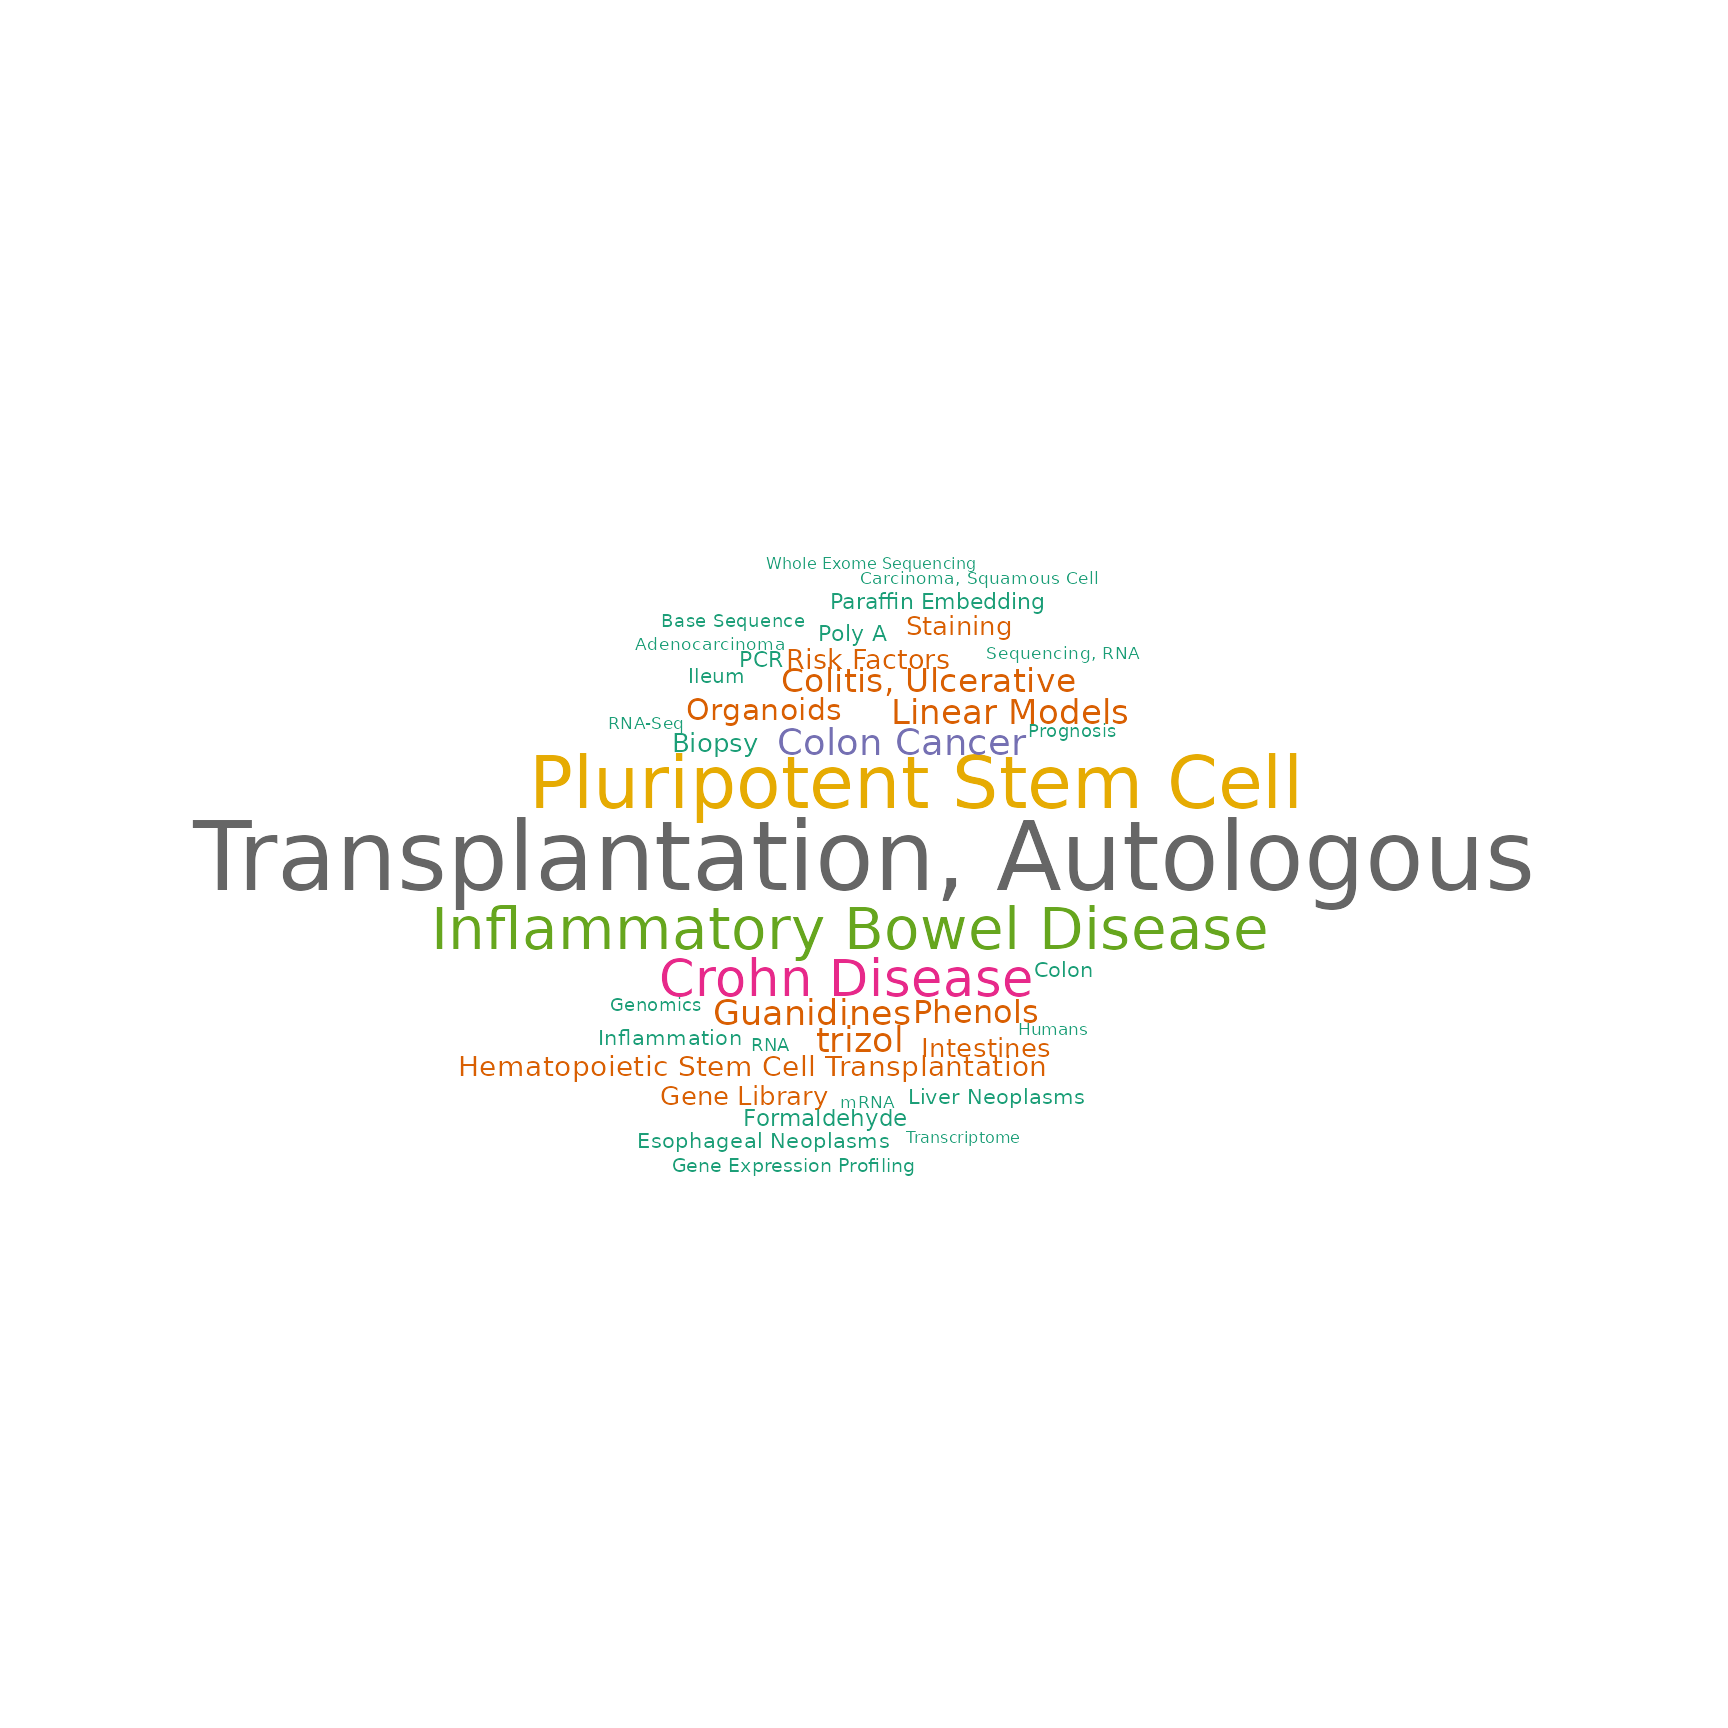 Whole Exome Sequencing
Carcinoma, Squamous Cell
Paraffin Embedding
Base Sequence
Poly A
Staining
Adenocarcinoma
Sequencing, RNA
PCR
Risk Factors
Ileum
Colitis, Ulcerative
Organoids
Linear Models
RNA-Seq
Prognosis
Biopsy
Colon Cancer
Pluripotent Stem Cell
Transplantation, Autologous
Inflammatory Bowel Disease
Crohn Disease
Colon
Genomics
Guanidines
Phenols
Humans
Inflammation
RNA
trizol
Intestines
Hematopoietic Stem Cell Transplantation
Gene Library
mRNA
Liver Neoplasms
Formaldehyde
Esophageal Neoplasms
Transcriptome
Gene Expression Profiling